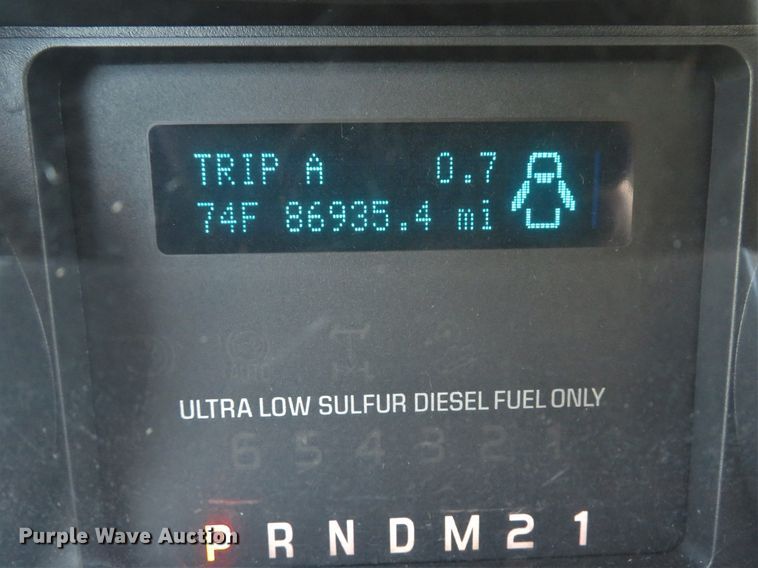 TRIP A 0.7
74F 86935.4 mi
AUTO
ULTRA LOW SULFUR DIESEL FUEL ONLY
6 5 4 3 2 1
P R N D M 2 1
Purple Wave Auction